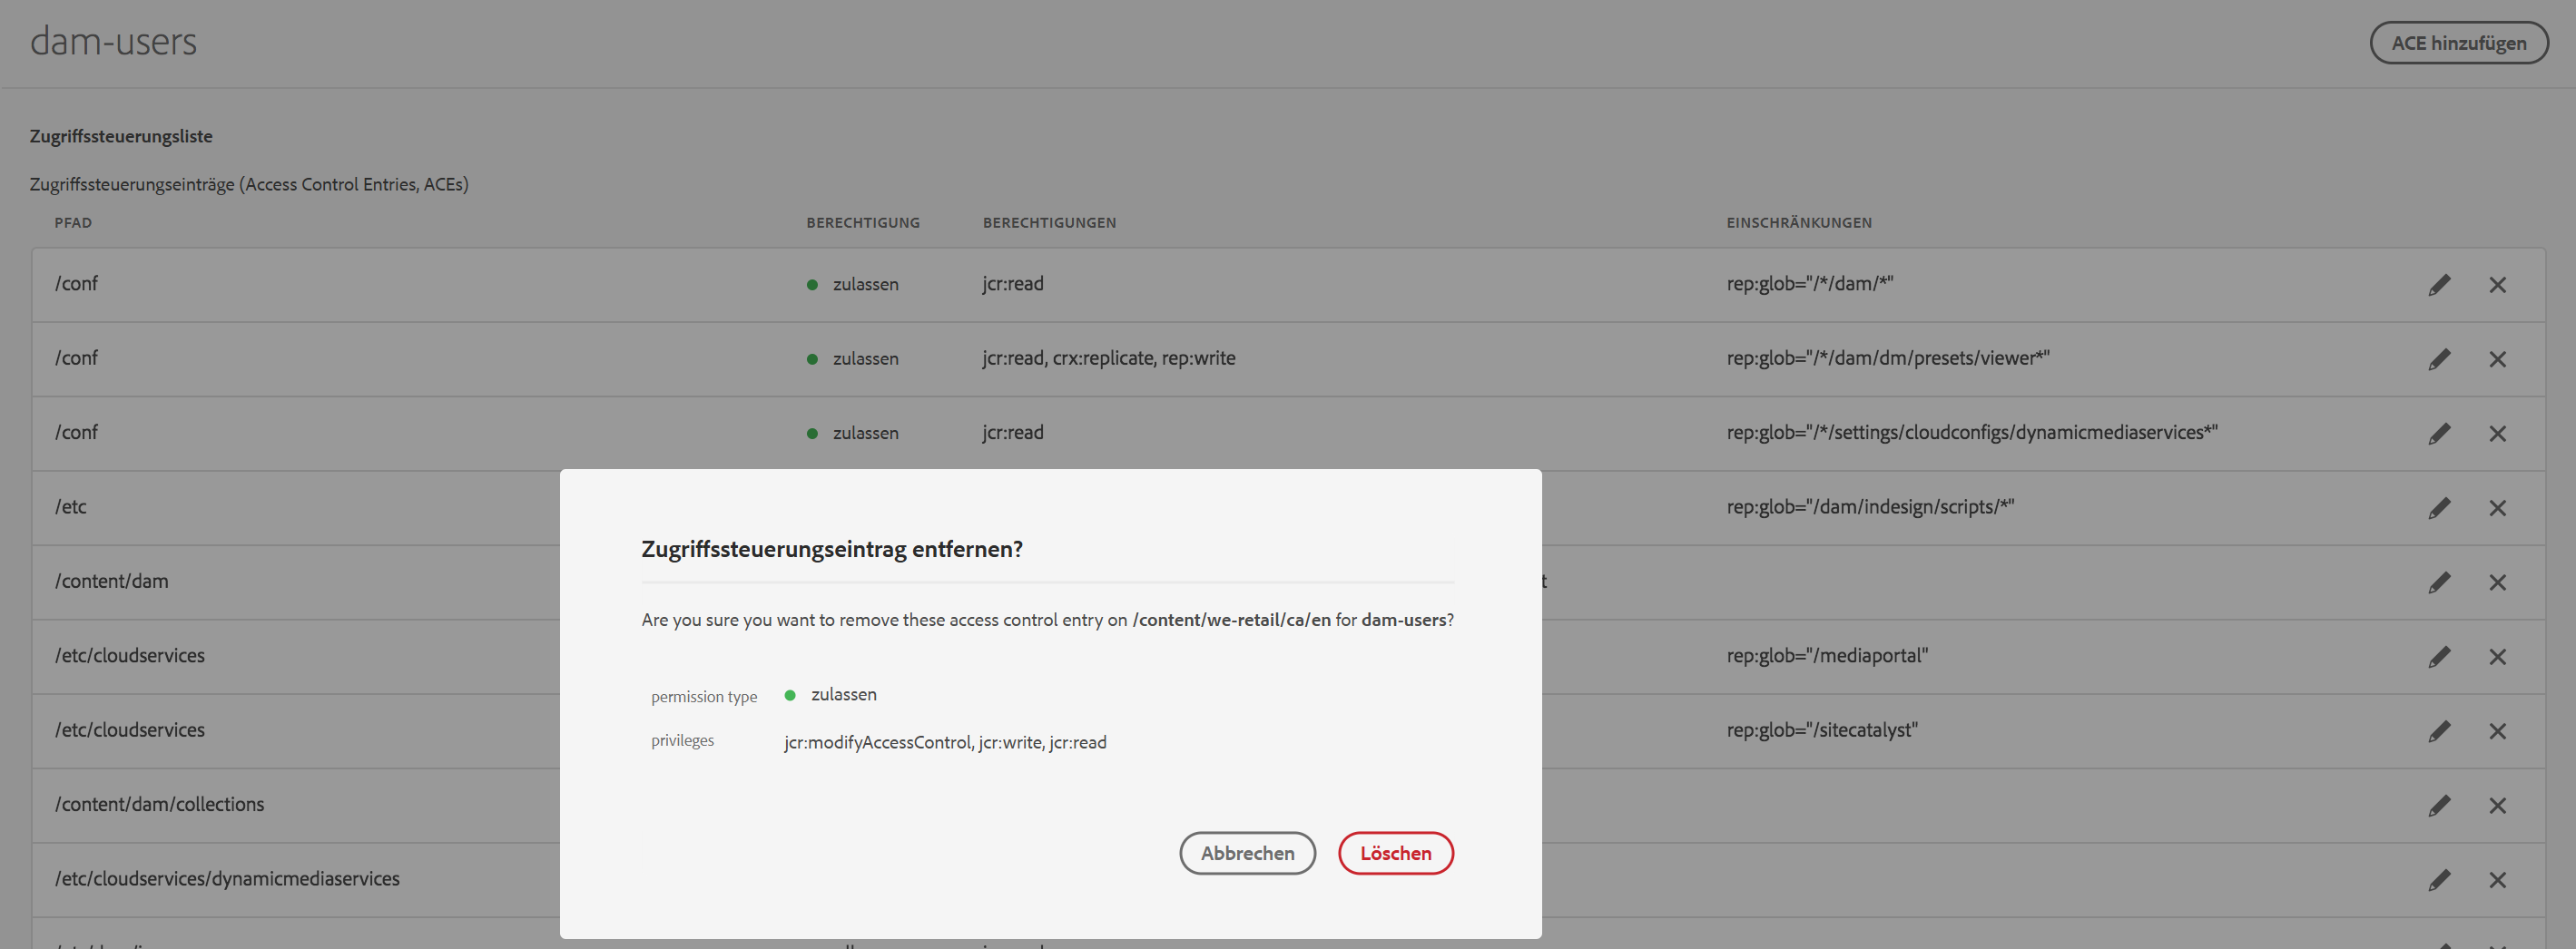 dam-users
ACE hinzufügen
Zugriffssteuerungsliste
Zugriffssteuerungseinträge (Access Control Entries, ACEs)
PFAD BERECHTIGUNG BERECHTIGUNGEN EINSCHRÄNKUNGEN
/conf zulassen jcr:read rep:glob="/*/dam/*"
/conf zulassen jcr:read, crx:replicate, rep:write rep:glob="/*/dam/dm/presets/viewer*"
/conf zulassen jcr:read rep:glob="/*/settings/cloudconfigs/dynamicmediaservices*"
/etc rep:glob="/dam/indesign/scripts/*"
/content/dam
/etc/cloudservices rep:glob="/mediaportal"
/etc/cloudservices rep:glob="/sitecatalyst"
/content/dam/collections
/etc/cloudservices/dynamicmediaservices
Zugriffssteuerungseintrag entfernen?
Are you sure you want to remove these access control entry on /content/we-retail/ca/en for dam-users?
permission type zulassen
privileges jcr:modifyAccessControl, jcr:write, jcr:read
Abbrechen Löschen